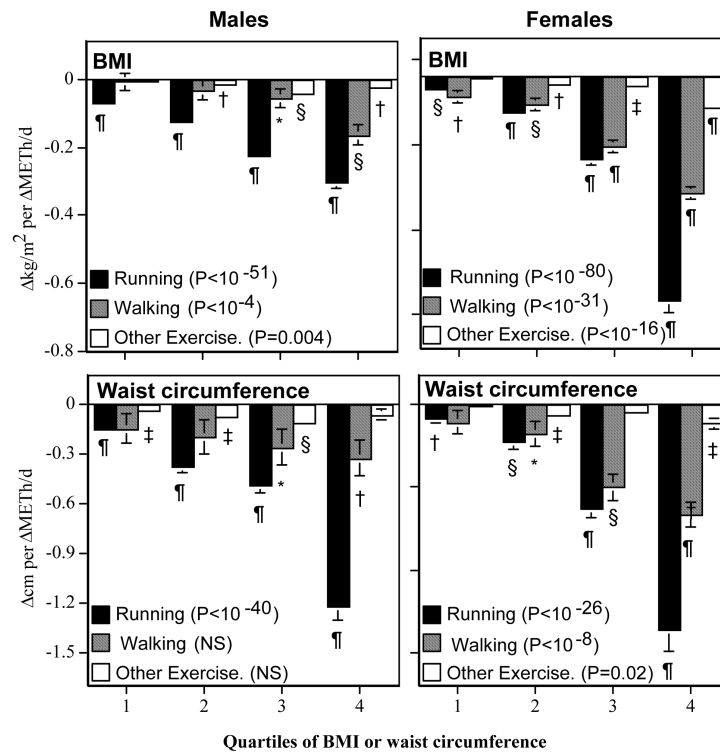 Males
Females
BMI
BMI
Δkg/m² per ΔMETh/d
0
-0.2
-0.4
-0.6
-0.8
¶
¶ †
¶ * §
¶ § †
§ †
¶ § †
¶ ¶ ‡
¶ ¶ ¶
Running (P<10 -51)
Walking (P<10-4)
Other Exercise. (P=0.004)
Running (P<10 -80)
Walking (P<10-31)
Other Exercise. (P<10-16)
Waist circumference
Waist circumference
Δcm per ΔMETh/d
0
-0.3
-0.6
-0.9
-1.2
-1.5
¶ ‡
¶ ‡
¶ * §
¶ †
†
§ * ‡
¶ §
¶ ¶ ‡
Running (P<10 -40)
Walking (NS)
Other Exercise. (NS)
Running (P<10 -26)
Walking (P<10-8)
Other Exercise. (P=0.02)
1 2 3 4
1 2 3 4
Quartiles of BMI or waist circumference